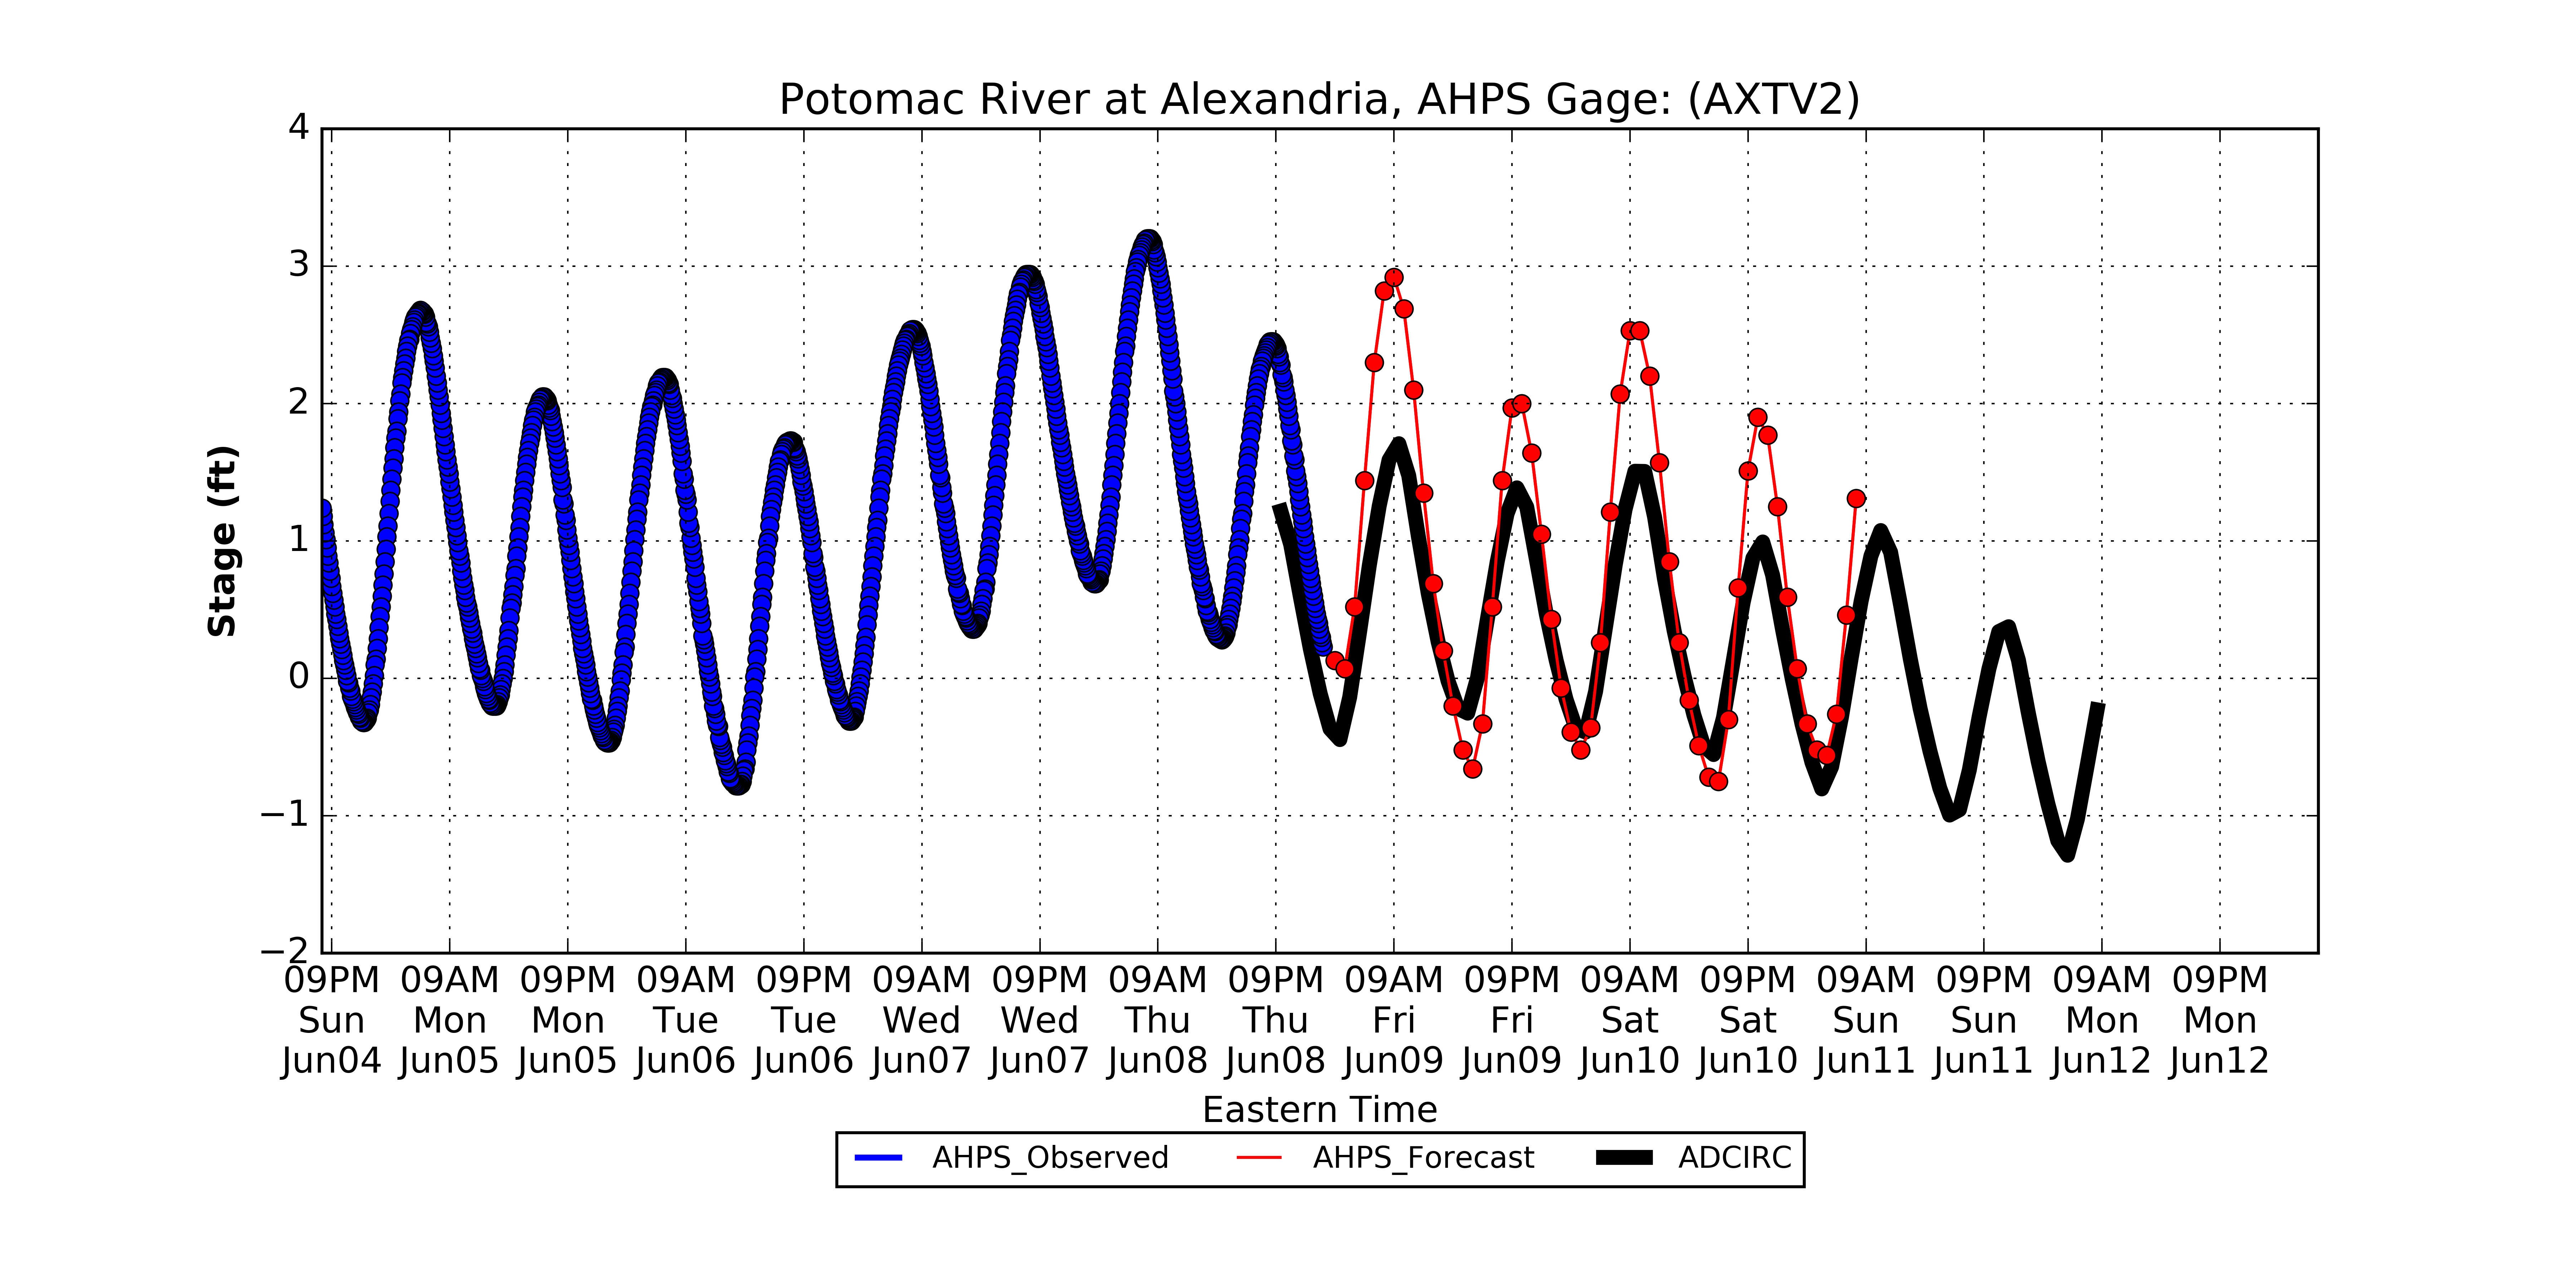 Potomac River at Alexandria, AHPS Gage: (AXTV2)
4
3
2
1
0
−1
−2
Stage (ft)
09PM 09AM 09PM 09AM 09PM 09AM 09PM 09AM 09PM 09AM 09PM 09AM 09PM 09AM 09PM 09AM 09PM
Sun Mon Mon Tue Tue Wed Wed Thu Thu Fri Fri Sat Sat Sun Sun Mon Mon
Jun04 Jun05 Jun05 Jun06 Jun06 Jun07 Jun07 Jun08 Jun08 Jun09 Jun09 Jun10 Jun10 Jun11 Jun11 Jun12 Jun12
Eastern Time
AHPS_Observed AHPS_Forecast ADCIRC